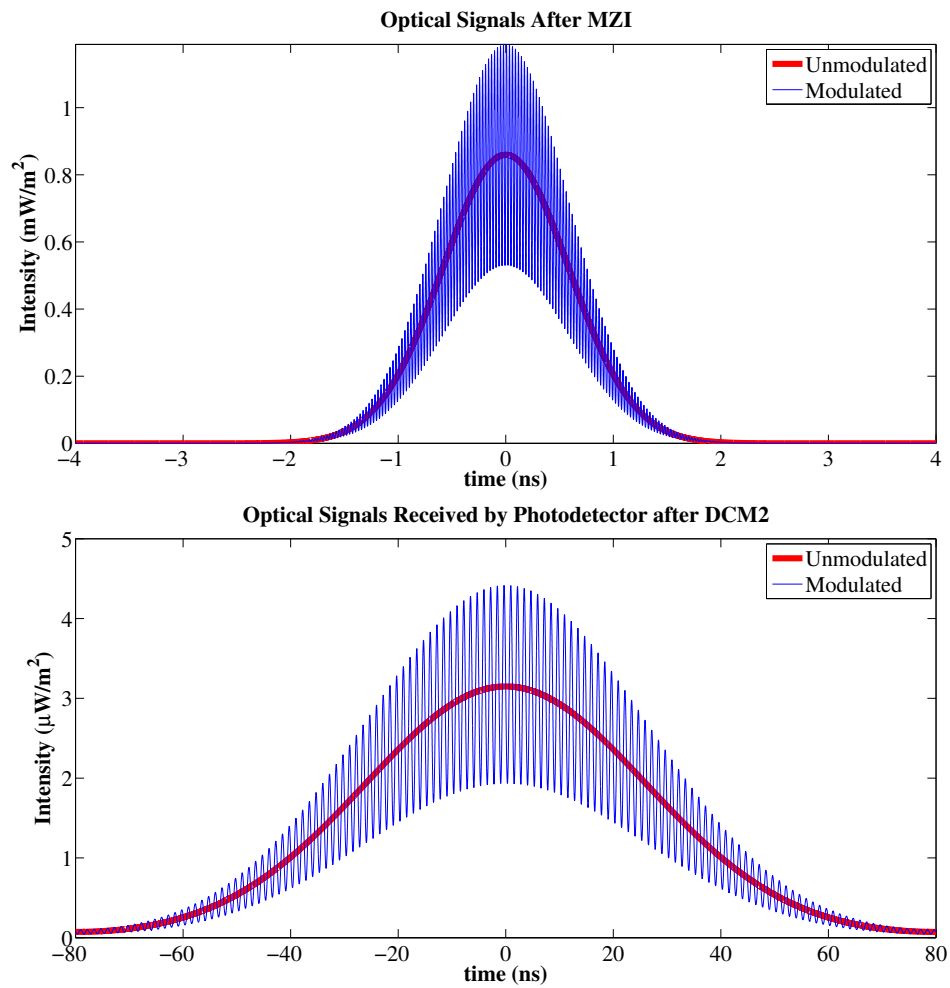 Optical Signals After MZI
Intensity (mW/m²)
1
0.8
0.6
0.4
0.2
0
Unmodulated
Modulated
−4 −3 −2 −1 0 1 2 3 4
time (ns)
Optical Signals Received by Photodetector after DCM2
Intensity (µW/m²)
5
4
3
2
1
0
Unmodulated
Modulated
−80 −60 −40 −20 0 20 40 60 80
time (ns)